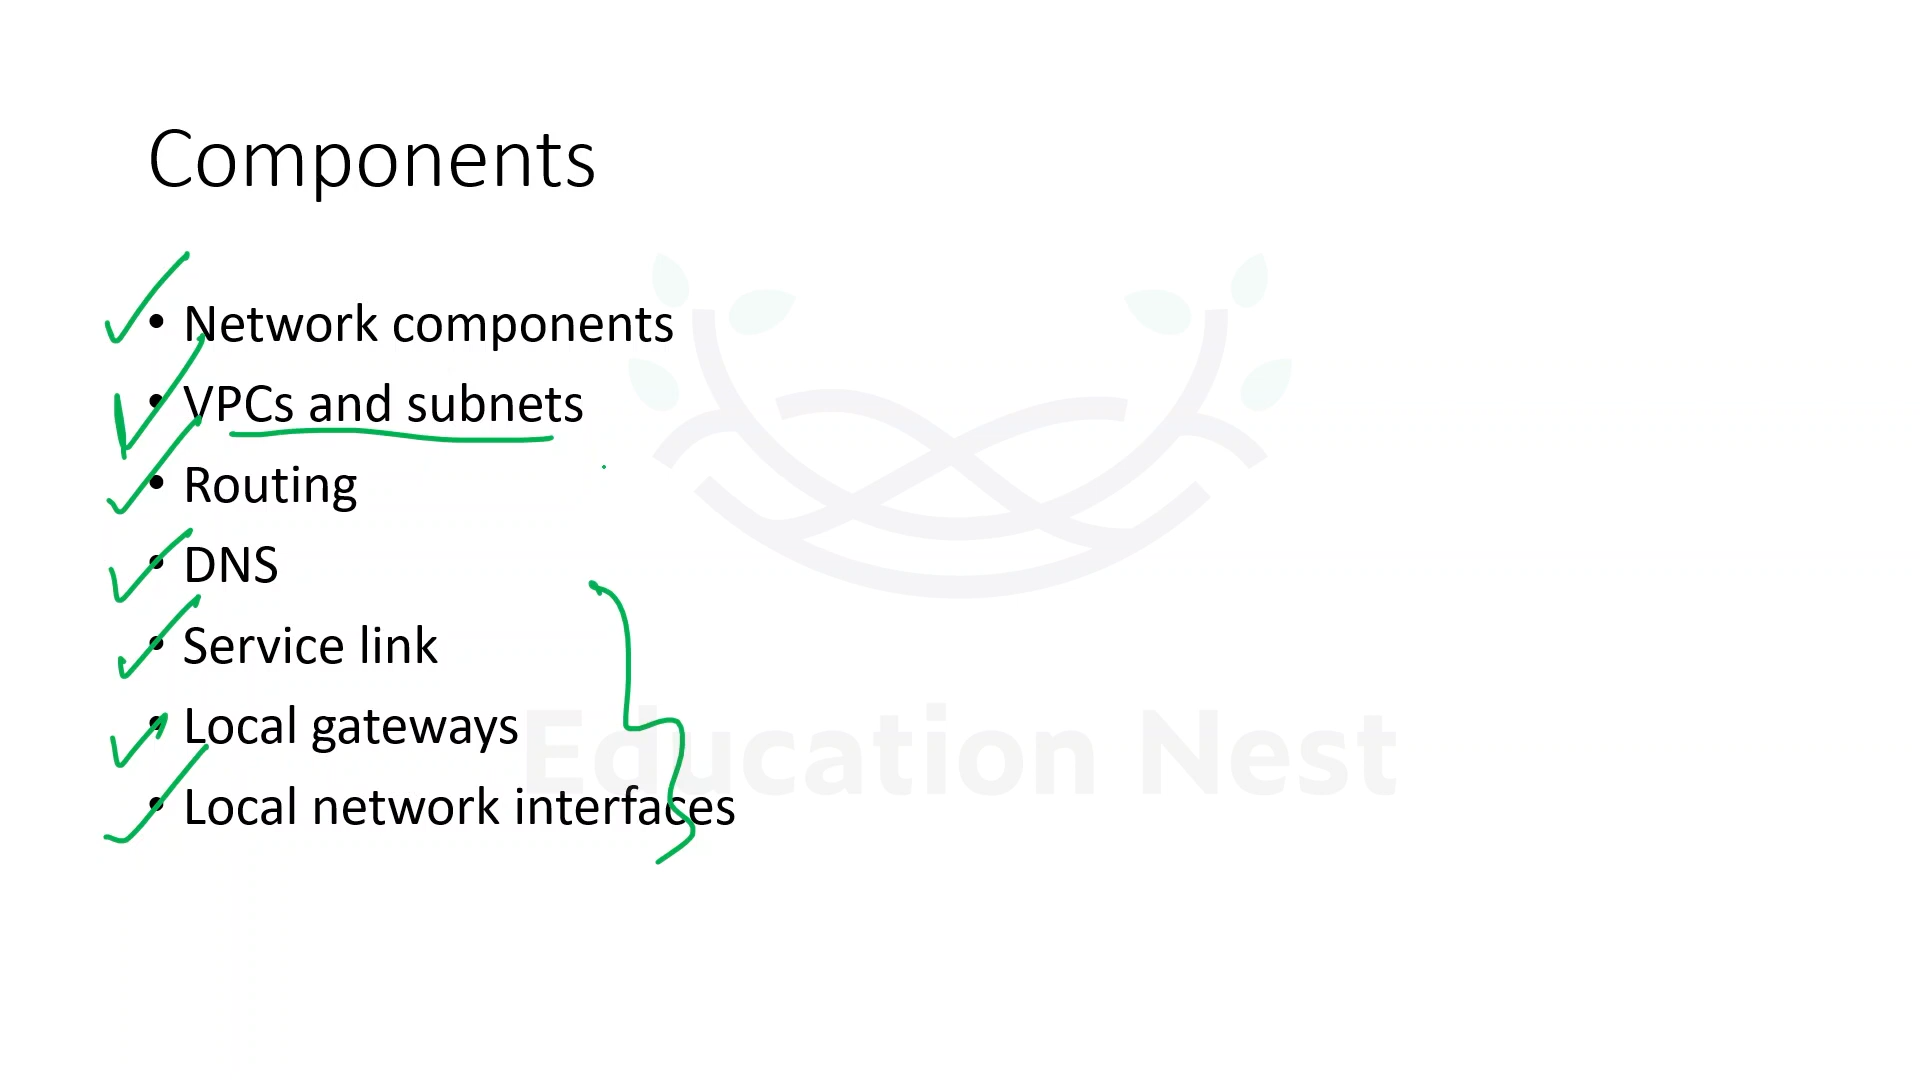 Components
• Network components
• VPCs and subnets
• Routing
• DNS
• Service link
• Local gateways
• Local network interfaces
Education Nest